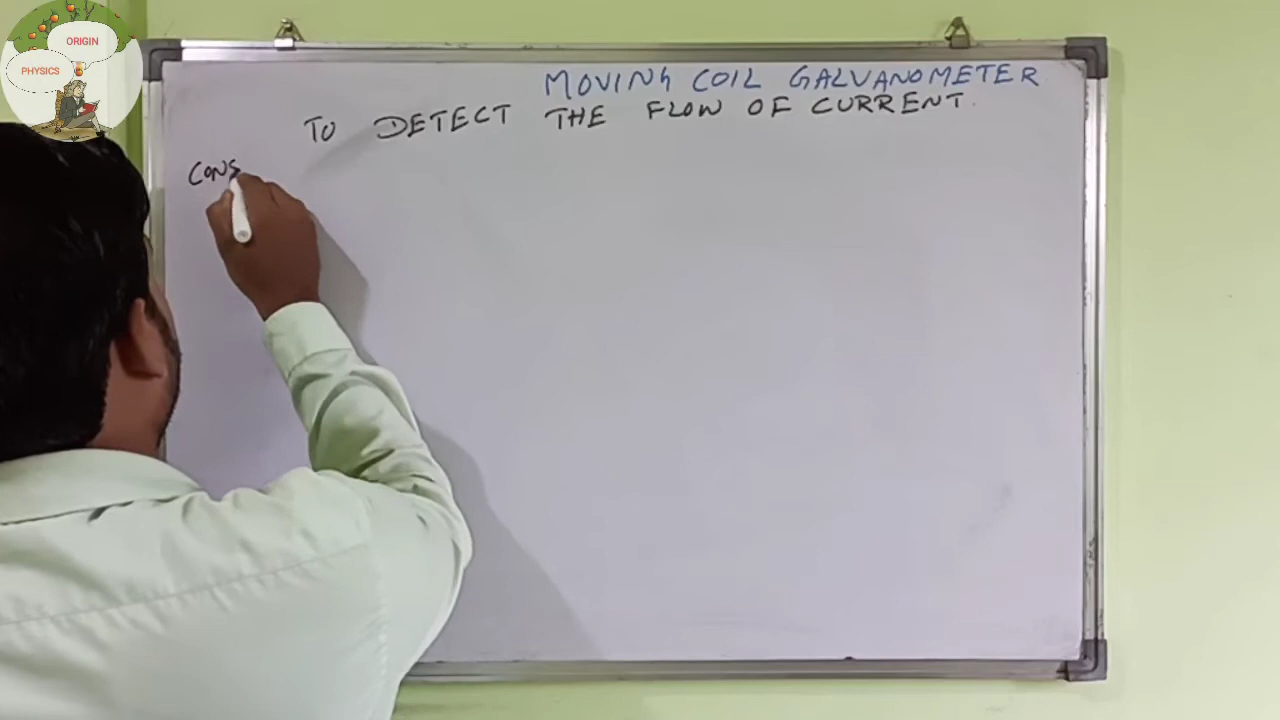 ORIGIN
PHYSICS
MOVING COIL GALVANOMETER
TO DETECT THE FLOW OF CURRENT.
CONS